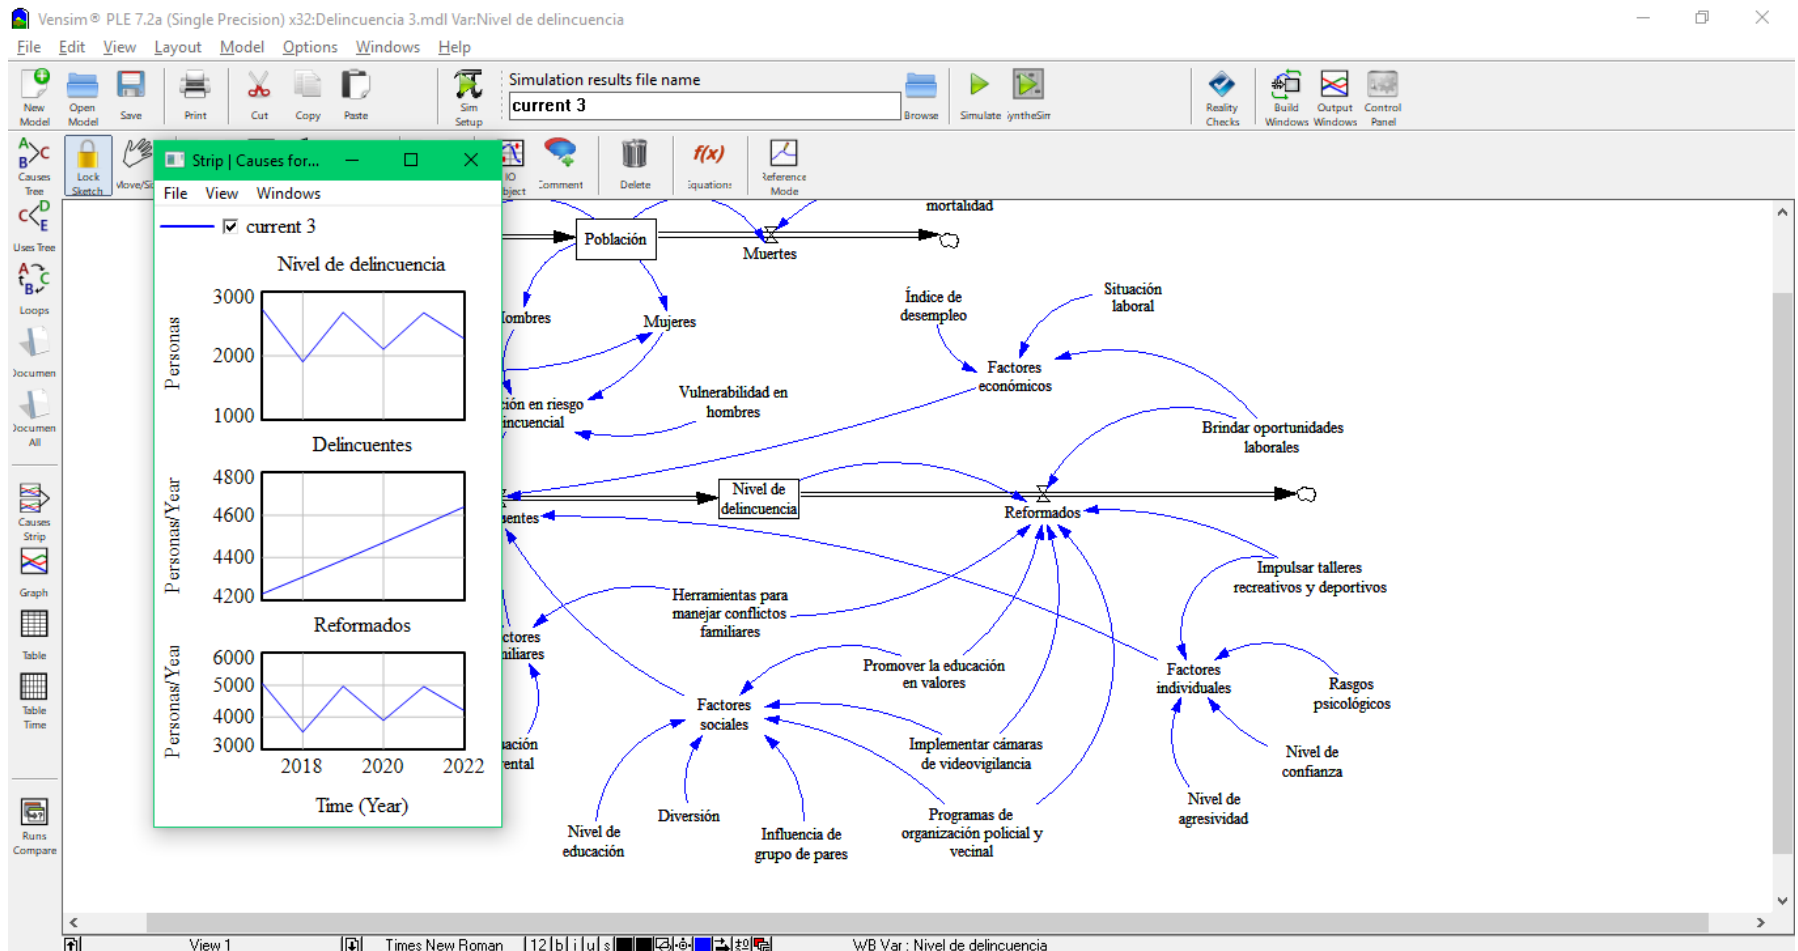 Vensim® PLE 7.2a (Single Precision) x32:Delincuencia 3.mdl Var:Nivel de delincuencia
File Edit View Layout Model Options Windows Help
New Model
Open Model
Save
Print
Cut
Copy
Paste
Sim Setup
Simulation results file name
current 3
Browse
Simulate
Reality Checks
Build Windows
Output Windows
Control Panel
A B C
Causes Tree
Lock Sketch
Strip | Causes for...
Comment
Delete
f(x)
Equations
Reference Mode
File View Windows
current 3
C D E
Uses Tree
A C B
Loops
Documen
Documen All
Causes Strip
Graph
Table
Table Time
Runs Compare
Nivel de delincuencia
Personas
3000
2000
1000
Delincuentes
Personas/Year
4800
4600
4400
4200
Reformados
Personas/Year
6000
5000
4000
3000
2018 2020 2022
Time (Year)
mortalidad
Población
Muertes
Mujeres
Índice de
desempleo
Situación
laboral
Factores
económicos
Vulnerabilidad en
hombres
ción en riesgo
Brindar oportunidades
laborales
Nivel de
delincuencia
Reformados
Impulsar talleres
recreativos y deportivos
Herramientas para
manejar conflictos
familiares
Promover la educación
en valores
Factores
individuales
Rasgos
psicológicos
Factores
sociales
Implementar cámaras
de videovigilancia
Nivel de
confianza
Nivel de
agresividad
Diversión
Nivel de
educación
Influencia de
grupo de pares
Programas de
organización policial y
vecinal
View 1
Times New Roman 12 b i u s
WB Var : Nivel de delincuencia